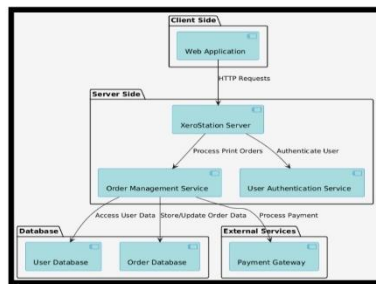 Client Side
Web Application
HTTP Requests
Server Side
XeroStation Server
Process Print Orders
Authenticate User
Order Management Service
User Authentication Service
Access User Data
Store/Update Order Data
Process Payment
Database
External Services
User Database
Order Database
Payment Gateway